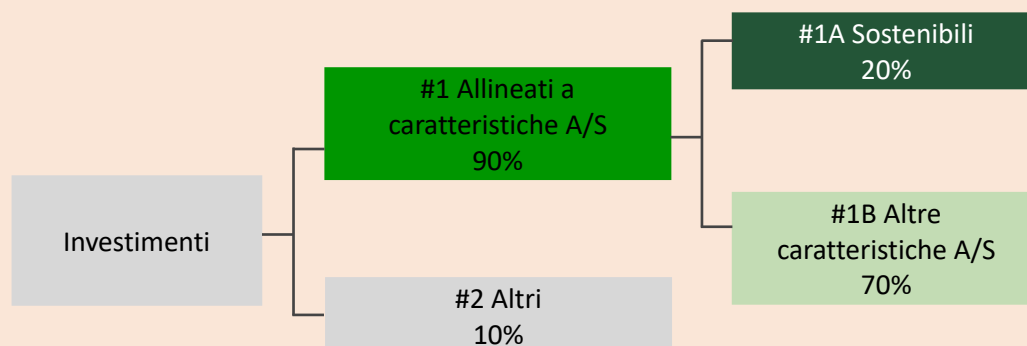 #1A Sostenibili
20%
#1 Allineati a
caratteristiche A/S
90%
Investimenti
#1B Altre
caratteristiche A/S
70%
#2 Altri
10%